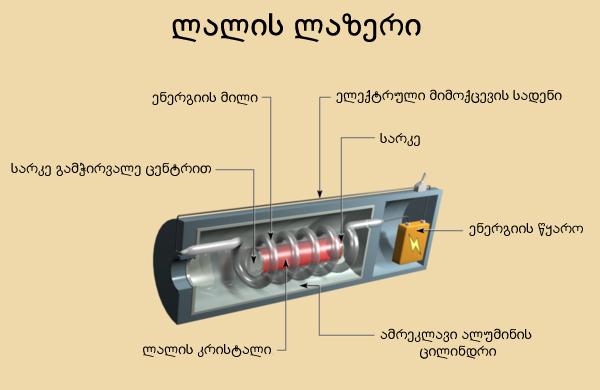 ლალის ლაზერი
ენერგიის მილი
ელექტრული მიმოქცევის სადენი
სარკე
სარკე გამჭირვალე ცენტრით
ენერგიის წყარო
ამრეკლავი ალუმინის
ცილინდრი
ლალის კრისტალი